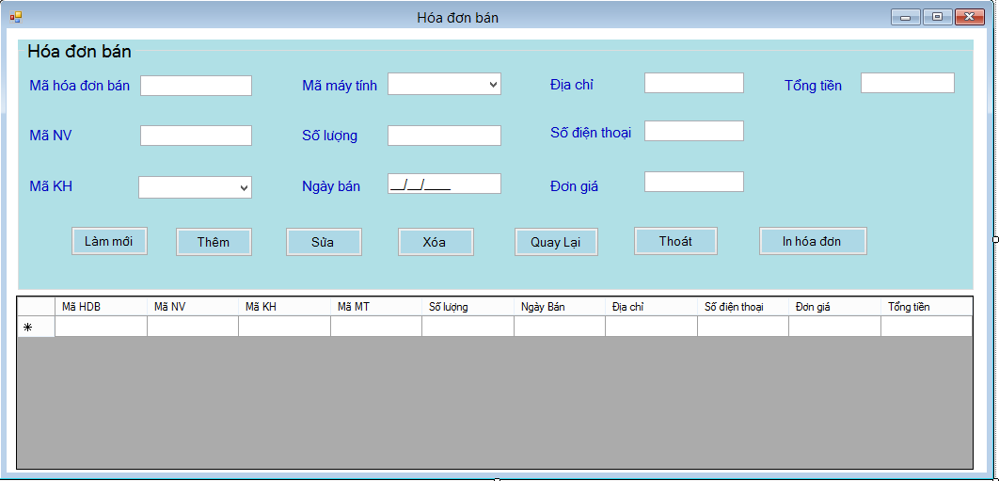 Hóa đơn bán
Hóa đơn bán
Mã hóa đơn bán Mã máy tính Địa chỉ Tổng tiền
Mã NV Số lượng Số điện thoại
Mã KH Ngày bán __/__/____ Đơn giá
Làm mới Thêm Sửa Xóa Quay Lại Thoát In hóa đơn
Mã HDB Mã NV Mã KH Mã MT Số lượng Ngày Bán Địa chỉ Số điện thoại Đơn giá Tổng tiền